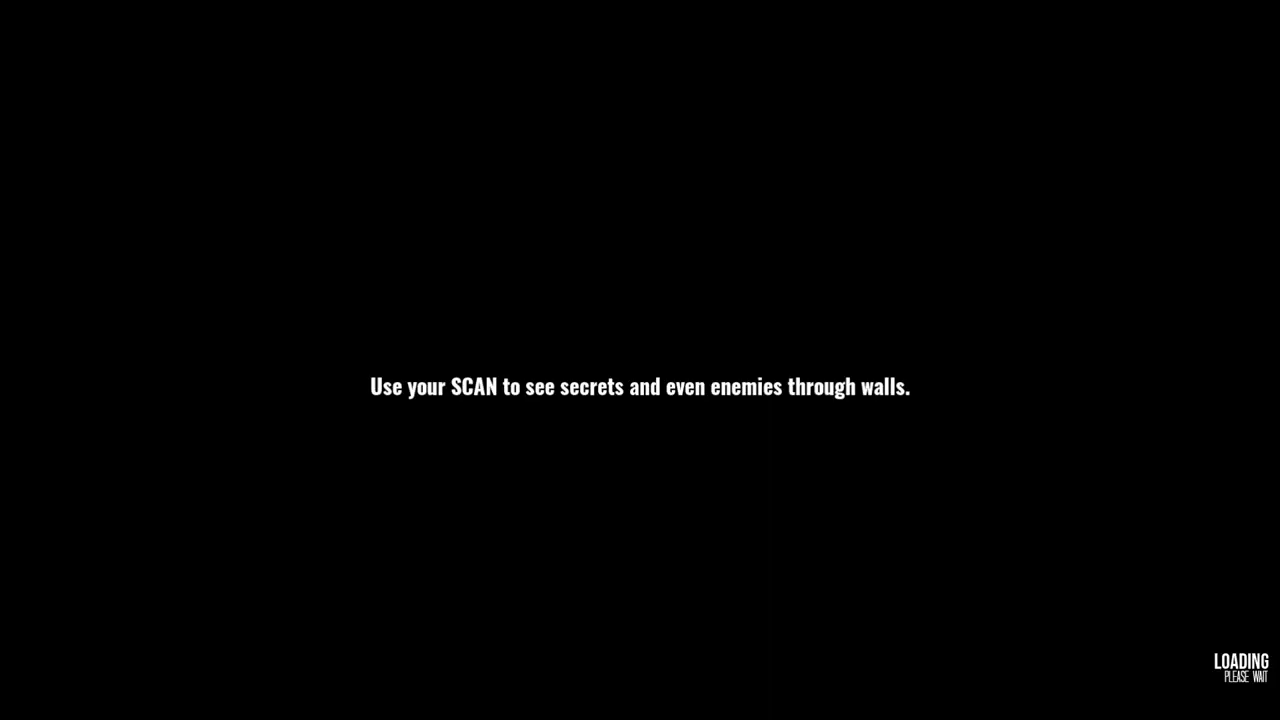 Use your SCAN to see secrets and even enemies through walls.
LOADING
PLEASE WAIT